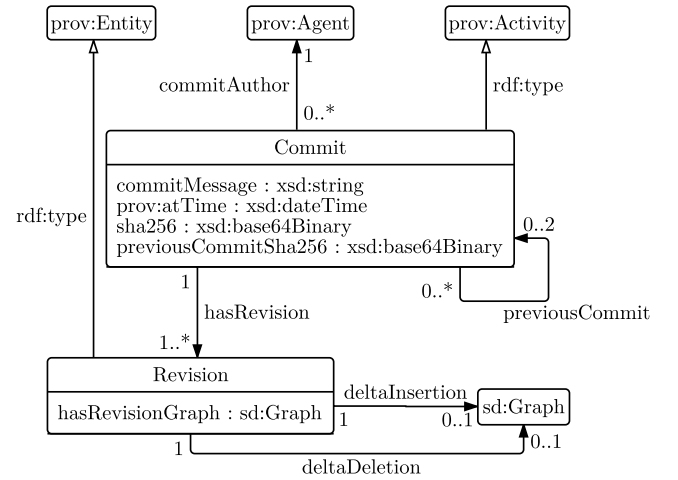 prov:Entity
prov:Agent
prov:Activity
1
commitAuthor
rdf:type
0..*
Commit
commitMessage : xsd:string
prov:atTime : xsd:dateTime
sha256 : xsd:base64Binary
previousCommitSha256 : xsd:base64Binary
rdf:type
0..2
1
0..*
hasRevision
previousCommit
1..*
Revision
hasRevisionGraph : sd:Graph
deltaInsertion
1
0..1
sd:Graph
1
0..1
deltaDeletion